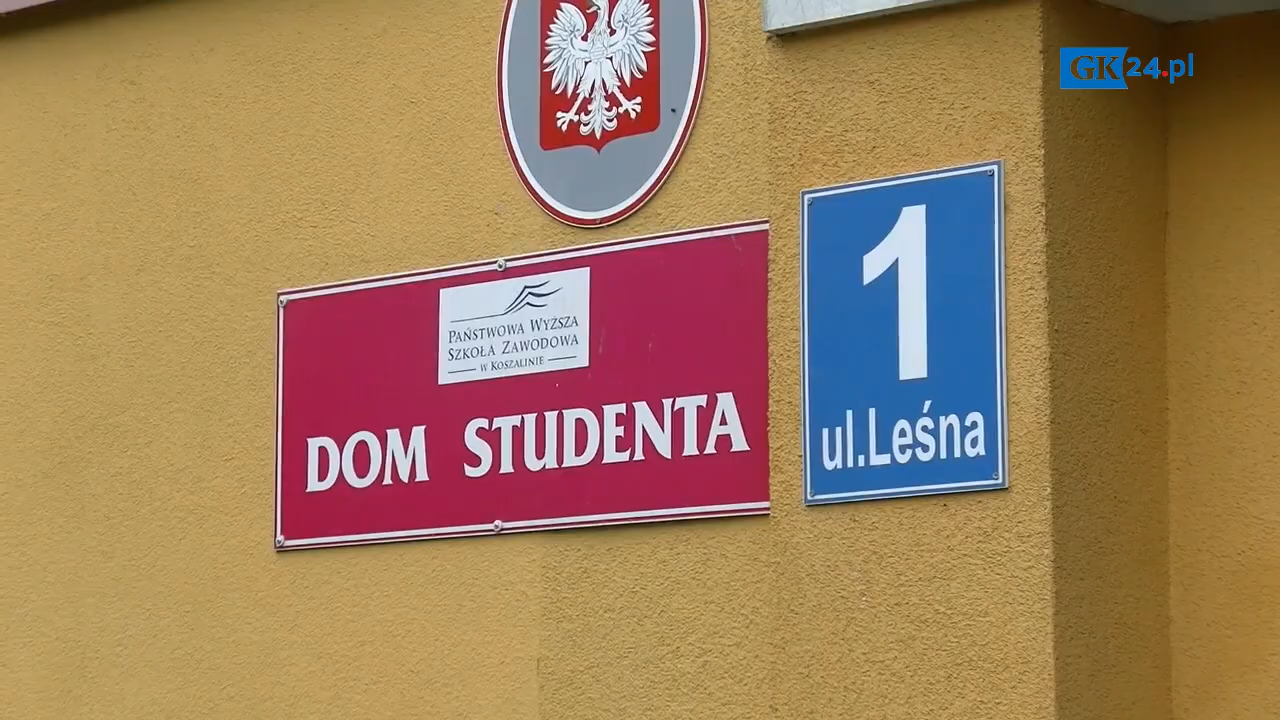 GK24.pl
PAŃSTWOWA WYŻSZA
SZKOŁA ZAWODOWA
W KOSZALINIE
DOM STUDENTA
1
ul.Leśna